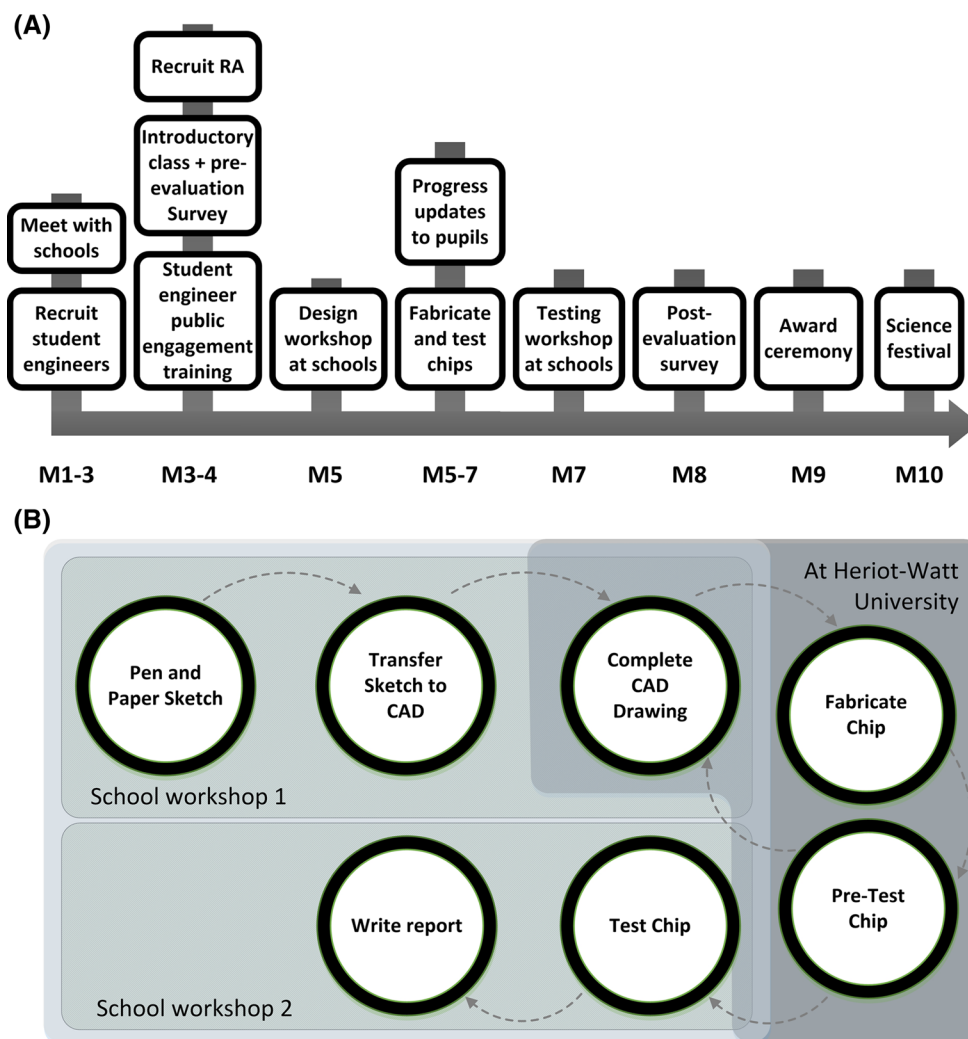 (A)
Recruit RA
Introductory
class + pre-
evaluation
Survey
Meet with
schools
Progress
updates
to pupils
Recruit
student
engineers
Student
engineer
public
engagement
training
Design
workshop
at schools
Fabricate
and test
chips
Testing
workshop
at schools
Post-
evaluation
survey
Award
ceremony
Science
festival
M1-3
M3-4
M5
M5-7
M7
M8
M9
M10
(B)
At Heriot-Watt
University
Pen and
Paper Sketch
Transfer
Sketch to
CAD
Complete
CAD
Drawing
Fabricate
Chip
School workshop 1
Write report
Test Chip
Pre-Test
Chip
School workshop 2